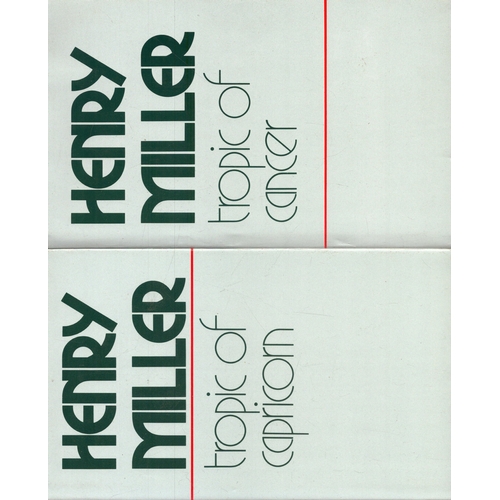 HENRY
MILLER
tropic of
cancer
HENRY
MILLER
tropic of
capricorn